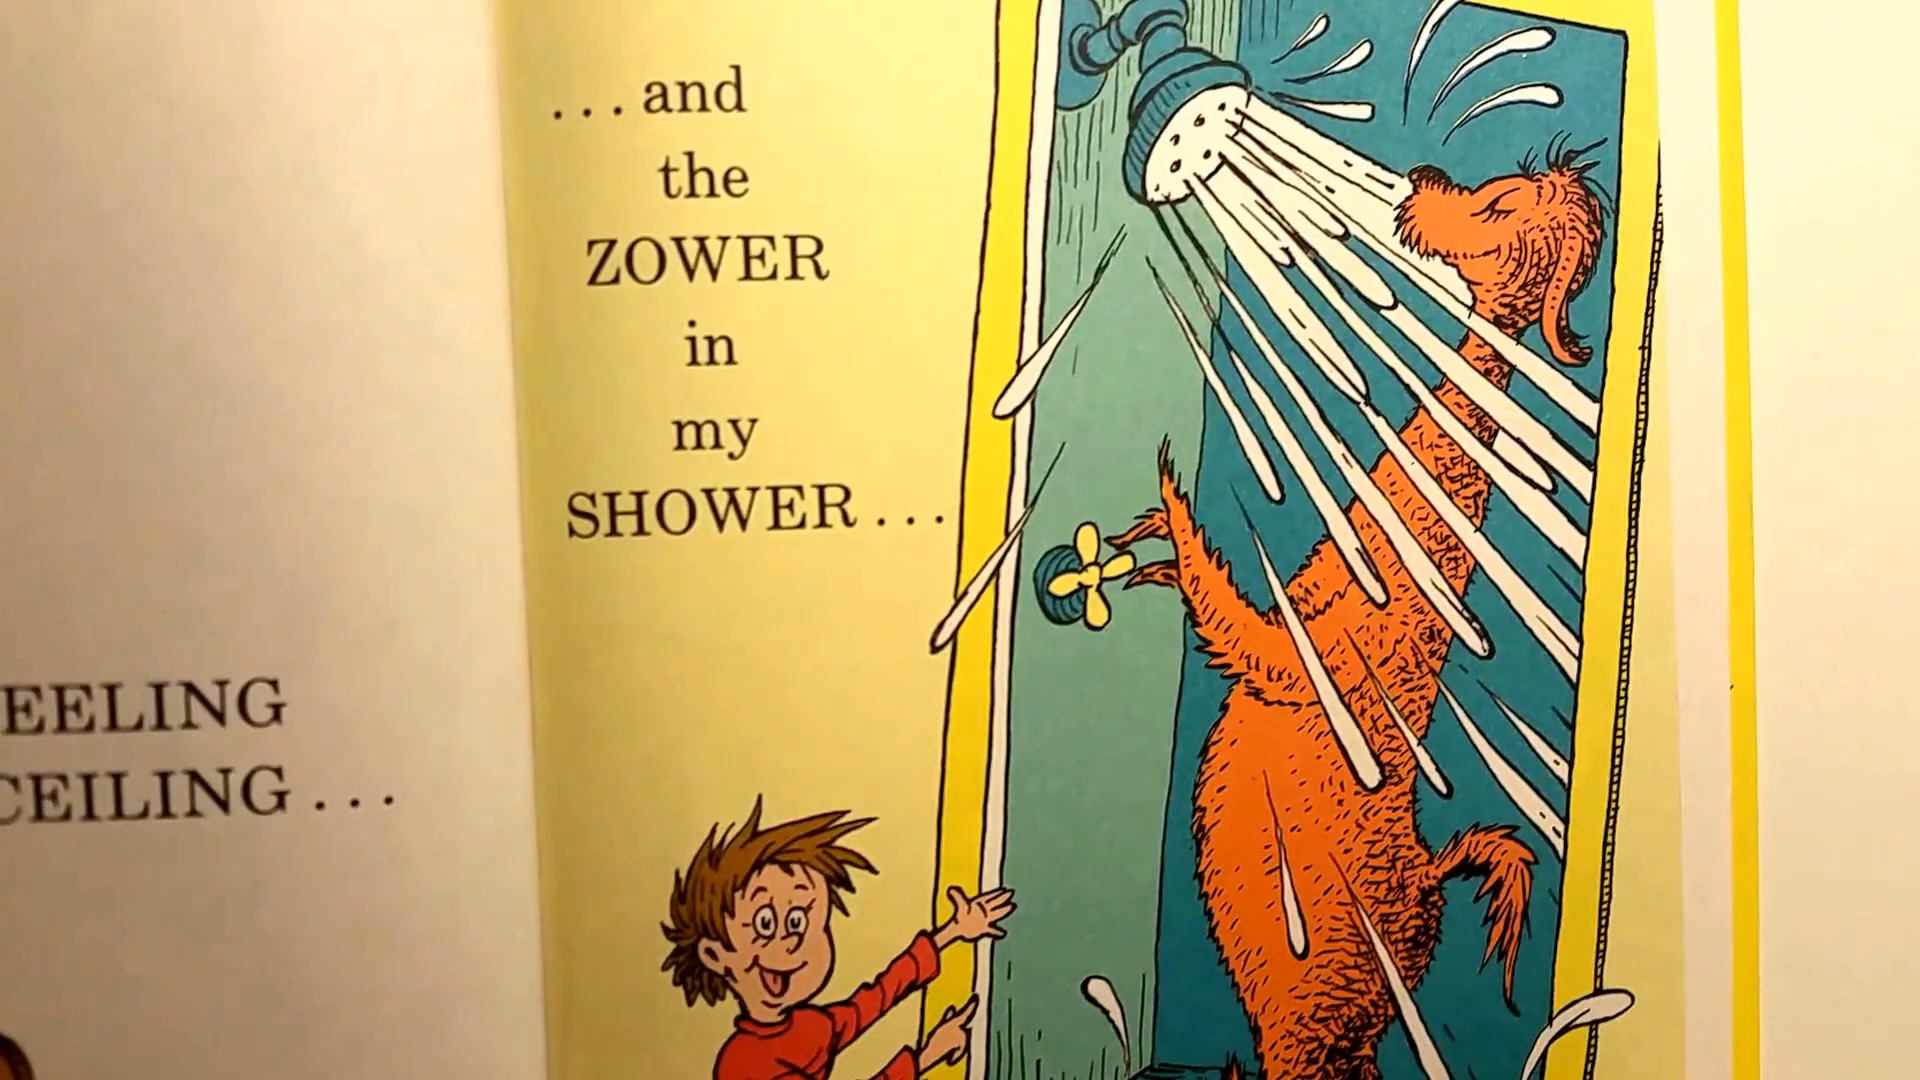 EELING
CEILING...
...and
the
ZOWER
in
my
SHOWER...